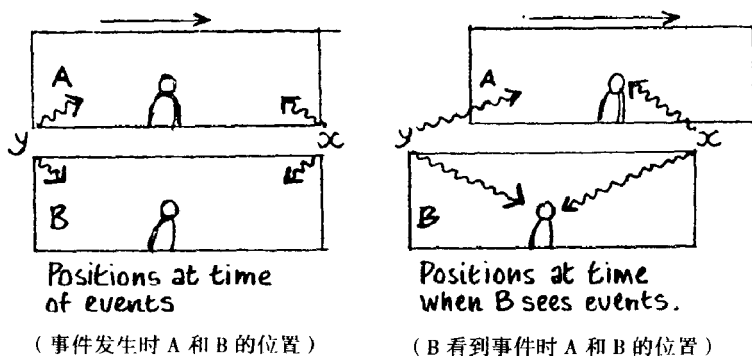 A
y x
B
Positions at time
of events
（事件发生时 A 和 B 的位置）
A
y x
B
Positions at time
when B sees events.
（B 看到事件时 A 和 B 的位置）